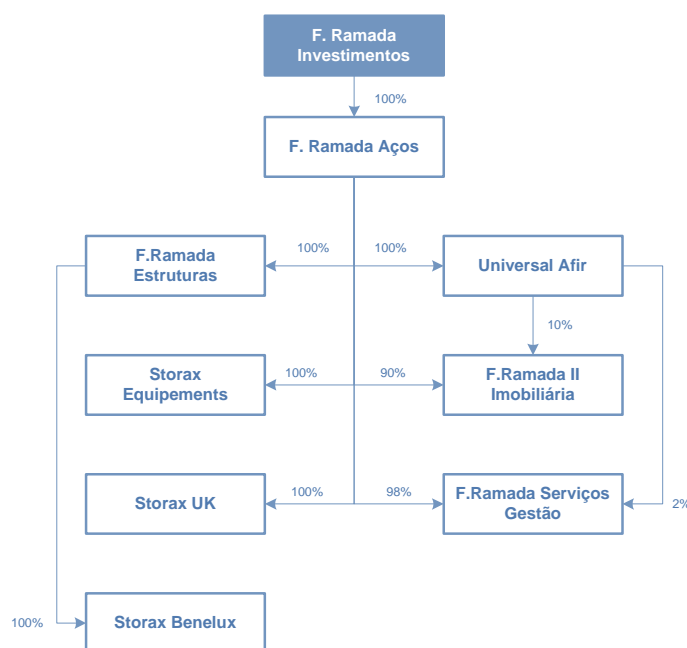 F. Ramada
Investimentos
100%
F. Ramada Aços
F.Ramada
Estruturas
100%
100%
Universal Afir
10%
Storax
Equipements
100%
90%
F.Ramada II
Imobiliária
Storax UK
100%
98%
F.Ramada Serviços
Gestão
2%
100%
Storax Benelux